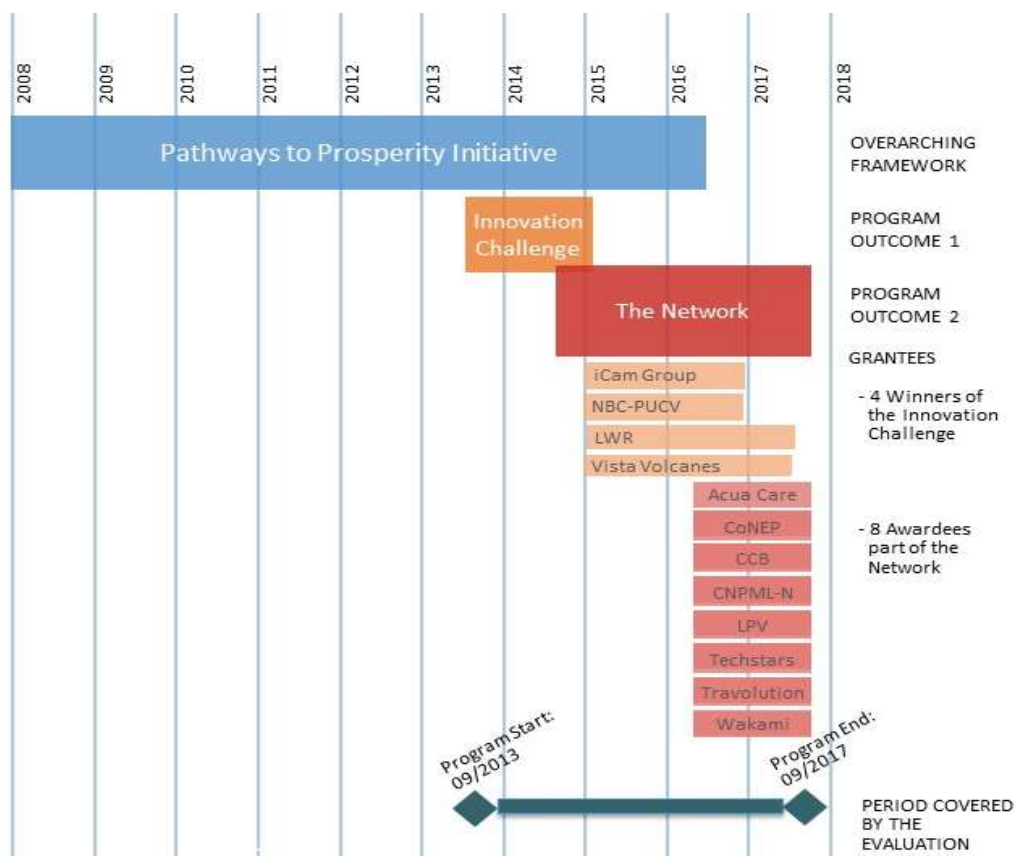 2008
2009
2010
2011
2012
2013
2014
2015
2016
2017
2018
Pathways to Prosperity Initiative
OVERARCHING
FRAMEWORK
Innovation
Challenge
PROGRAM
OUTCOME 1
The Network
PROGRAM
OUTCOME 2
GRANTEES
iCam Group
NBC-PUCV
LWR
Vista Volcanes
- 4 Winners of
the Innovation
Challenge
Acua Care
CoNEP
CCB
CNPML-N
LPV
Techstars
Travolution
Wakami
- 8 Awardees
part of the
Network
Program Start:
09/2013
Program End:
09/2017
PERIOD COVERED
BY THE
EVALUATION